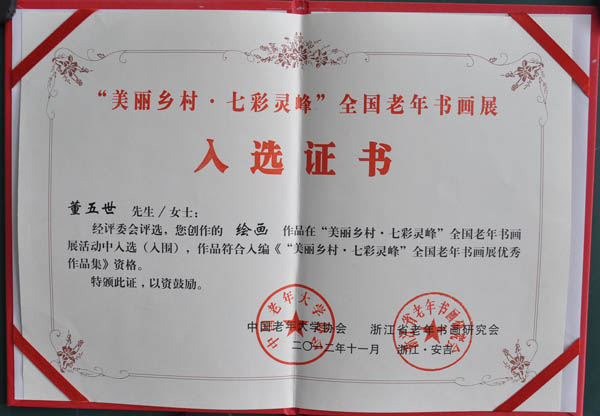 “美丽乡村·七彩灵峰”全国老年书画展
入选证书
董五世 先生/女士:
经评委会评选,您创作的 绘画 作品在“美丽乡村·七彩灵峰”全国老年书画
展活动中入选(入围),作品符合入编《“美丽乡村·七彩灵峰”全国老年书画展优秀
作品集》资格。
特颁此证,以资鼓励。
中国老年大学协会 浙江省老年书画研究会
二〇一二年十一月 浙江·安吉